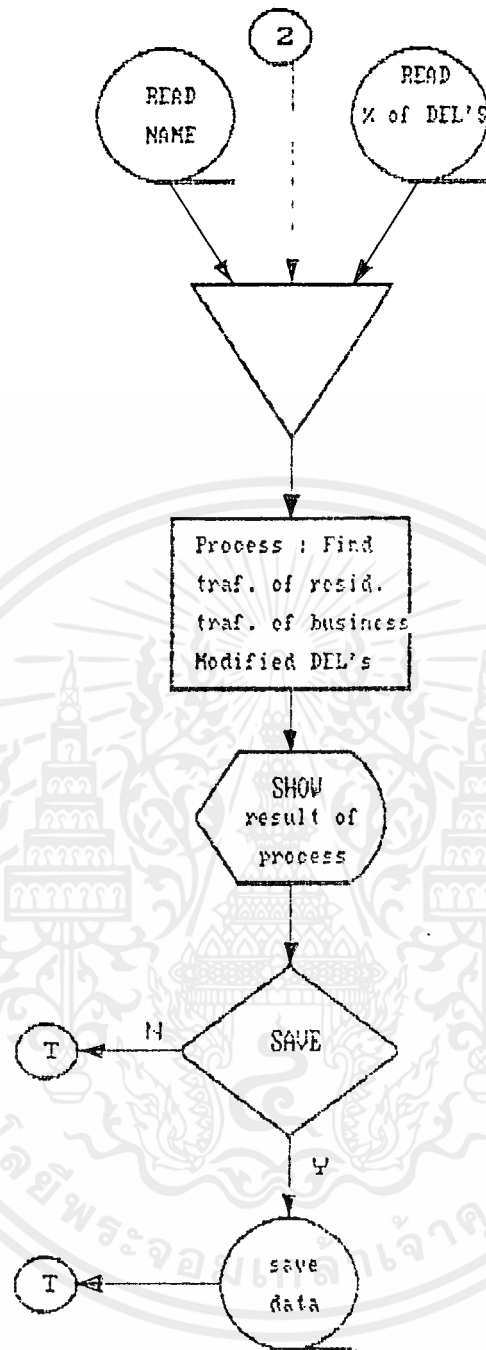 2
READ
NAME
READ
% of DEL'S
Process : Find
traf. of resid.
traf. of business
Modified DEL's
SHOW
result of
process
SAVE
N
T
Y
save
data
T